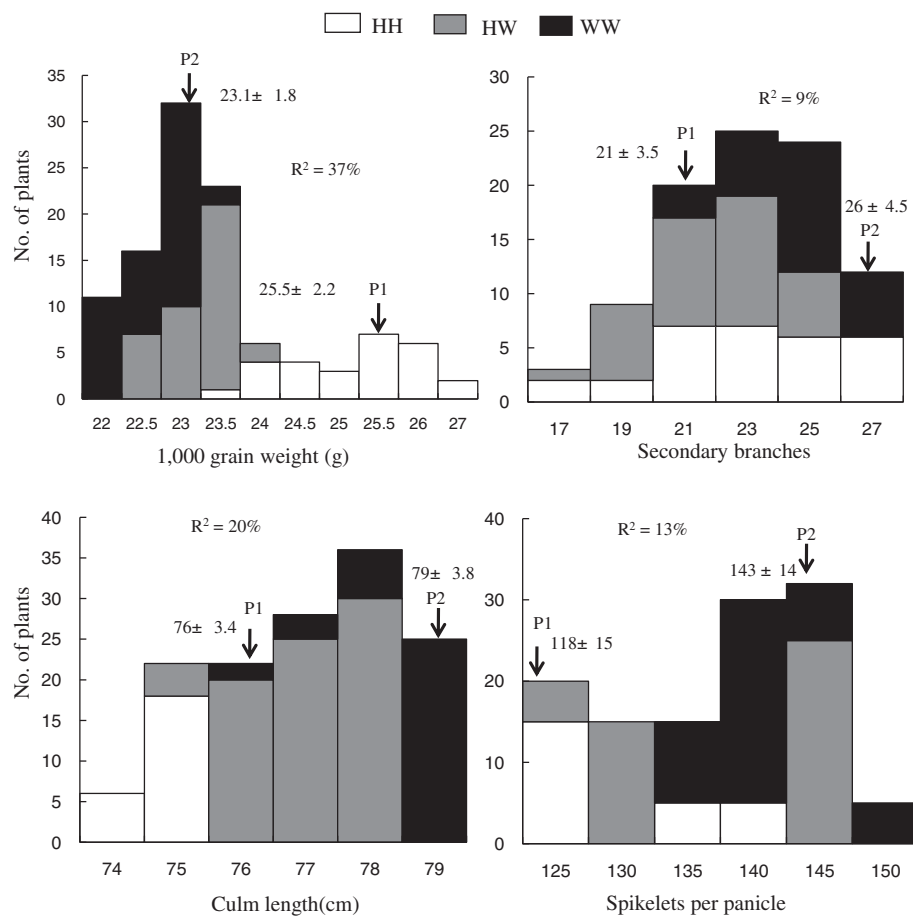 HH HW WW
P2
23.1± 1.8
R² = 37%
25.5± 2.2 P1
No. of plants
35
30
25
20
15
10
5
0
22 22.5 23 23.5 24 24.5 25 25.5 26 27
1,000 grain weight (g)
R² = 9%
P1
21 ± 3.5
26 ± 4.5
P2
30
25
20
15
10
5
0
17 19 21 23 25 27
Secondary branches
R² = 20%
79± 3.8
P2
P1
76± 3.4
No. of plants
40
35
30
25
20
15
10
5
0
74 75 76 77 78 79
Culm length(cm)
R² = 13%
P2
143 ± 14
P1
118± 15
40
30
20
10
0
125 130 135 140 145 150
Spikelets per panicle